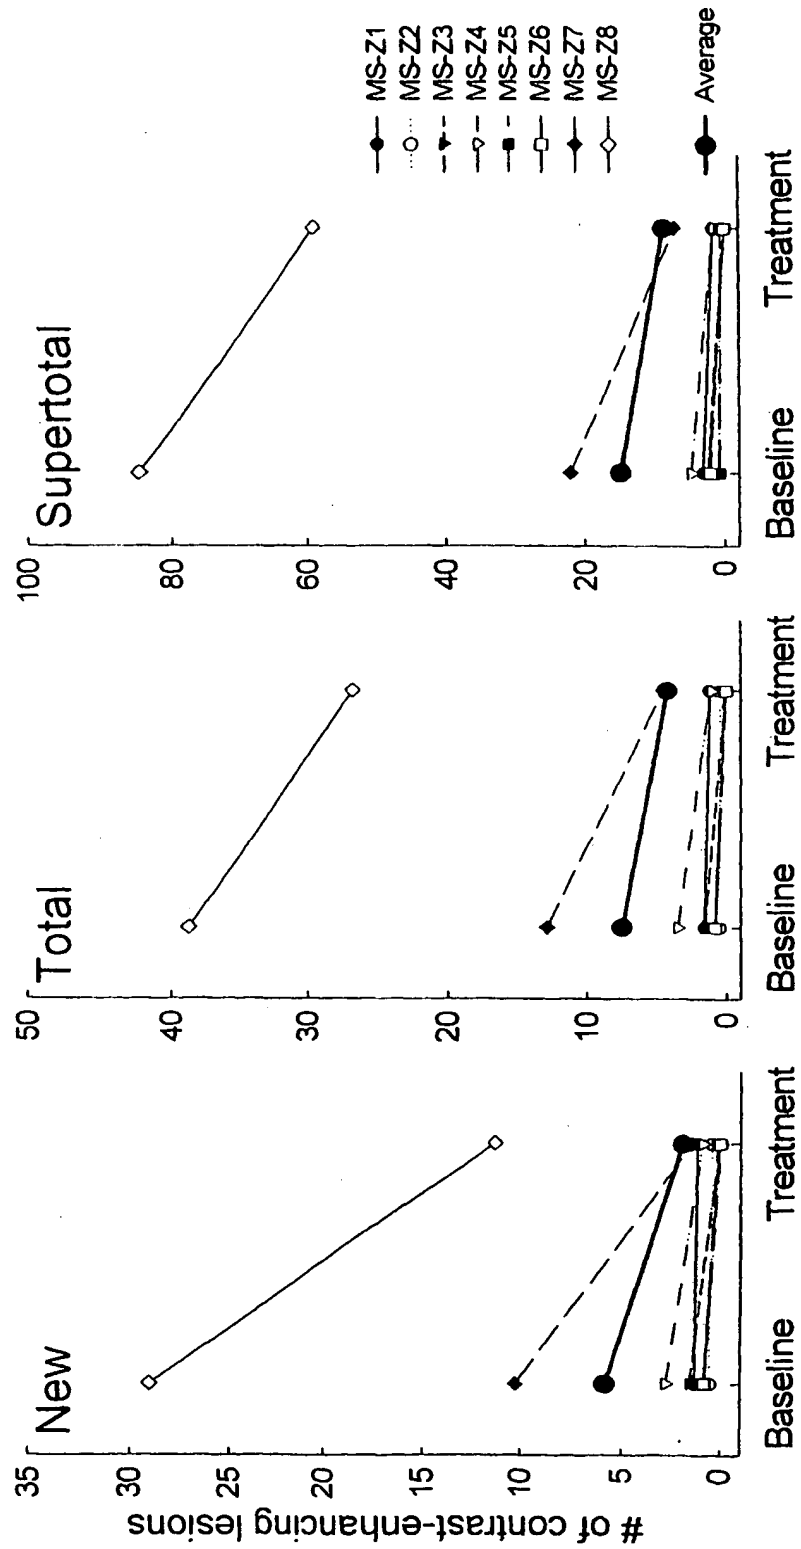 # of contrast-enhancing lesions
New
35
30
25
20
15
10
5
0
Baseline
Treatment
Total
50
40
30
20
10
0
Baseline
Treatment
Supertotal
100
80
60
40
20
0
Baseline
Treatment
MS-Z1
MS-Z2
MS-Z3
MS-Z4
MS-Z5
MS-Z6
MS-Z7
MS-Z8
Average